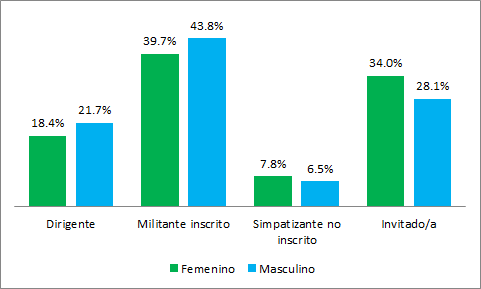 43.8%
39.7%
34.0%
28.1%
21.7%
18.4%
7.8%
6.5%
Dirigente
Militante inscrito
Simpatizante no
inscrito
Invitado/a
Femenino
Masculino